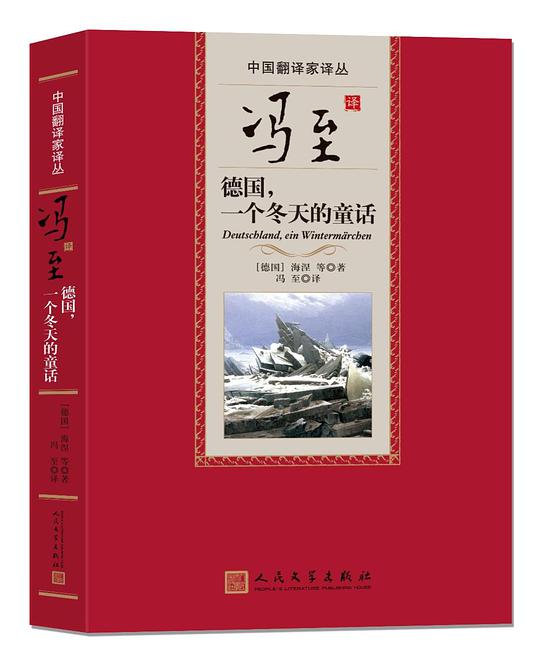 中国翻译家译丛
冯至
译
德国，
一个冬天的童话
Deutschland, ein Wintermärchen
［德国］海涅 等◎著
冯 至◎译
人民文学出版社
PEOPLE'S LITERATURE PUBLISHING HOUSE
中国翻译家译丛
冯至
译
德国，
一个冬天的童话
［德国］海涅 等◎著
冯 至◎译
人民文学出版社